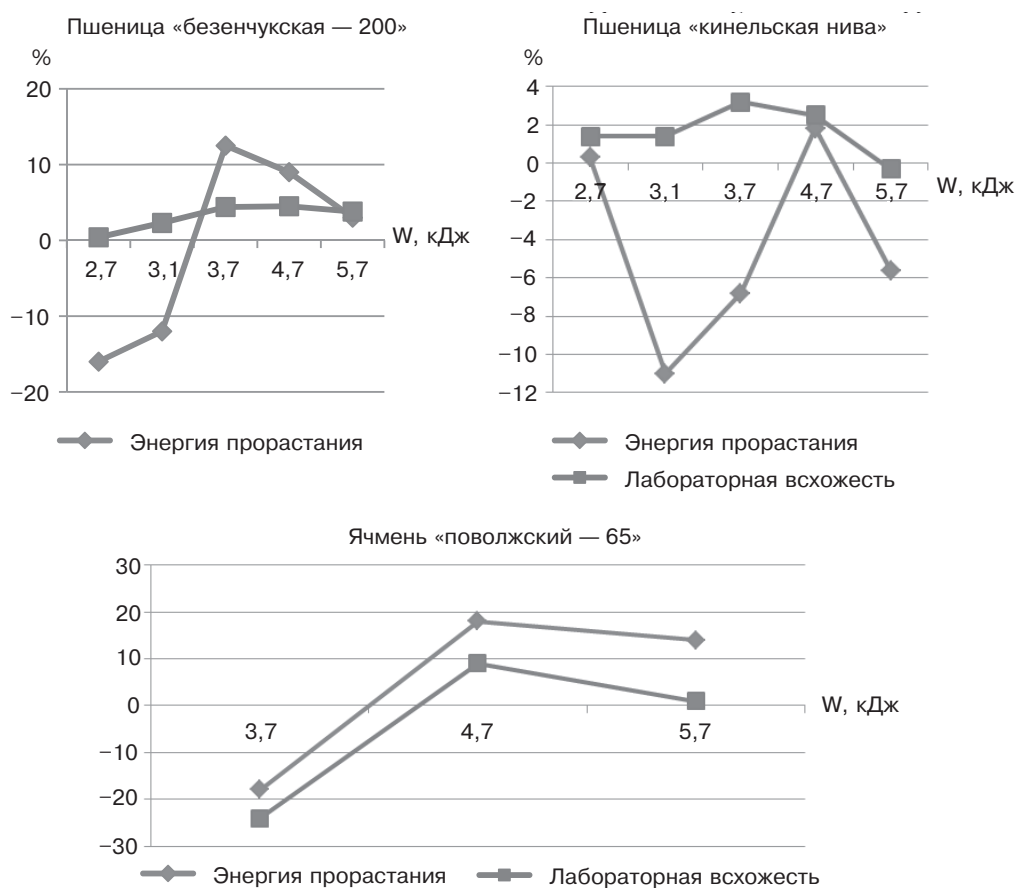 Пшеница «безенчукская — 200»
%
20
10
0
−10
−20
2,7 3,1 3,7 4,7 5,7
W, кДж
Энергия прорастания
Пшеница «кинельская нива»
%
4
2
0
−2
−4
−6
−8
−10
−12
2,7 3,1 3,7 4,7 5,7
W, кДж
Энергия прорастания
Лабораторная всхожесть
Ячмень «поволжский — 65»
30
20
10
0
−10
−20
−30
3,7 4,7 5,7
W, кДж
Энергия прорастания Лабораторная всхожесть